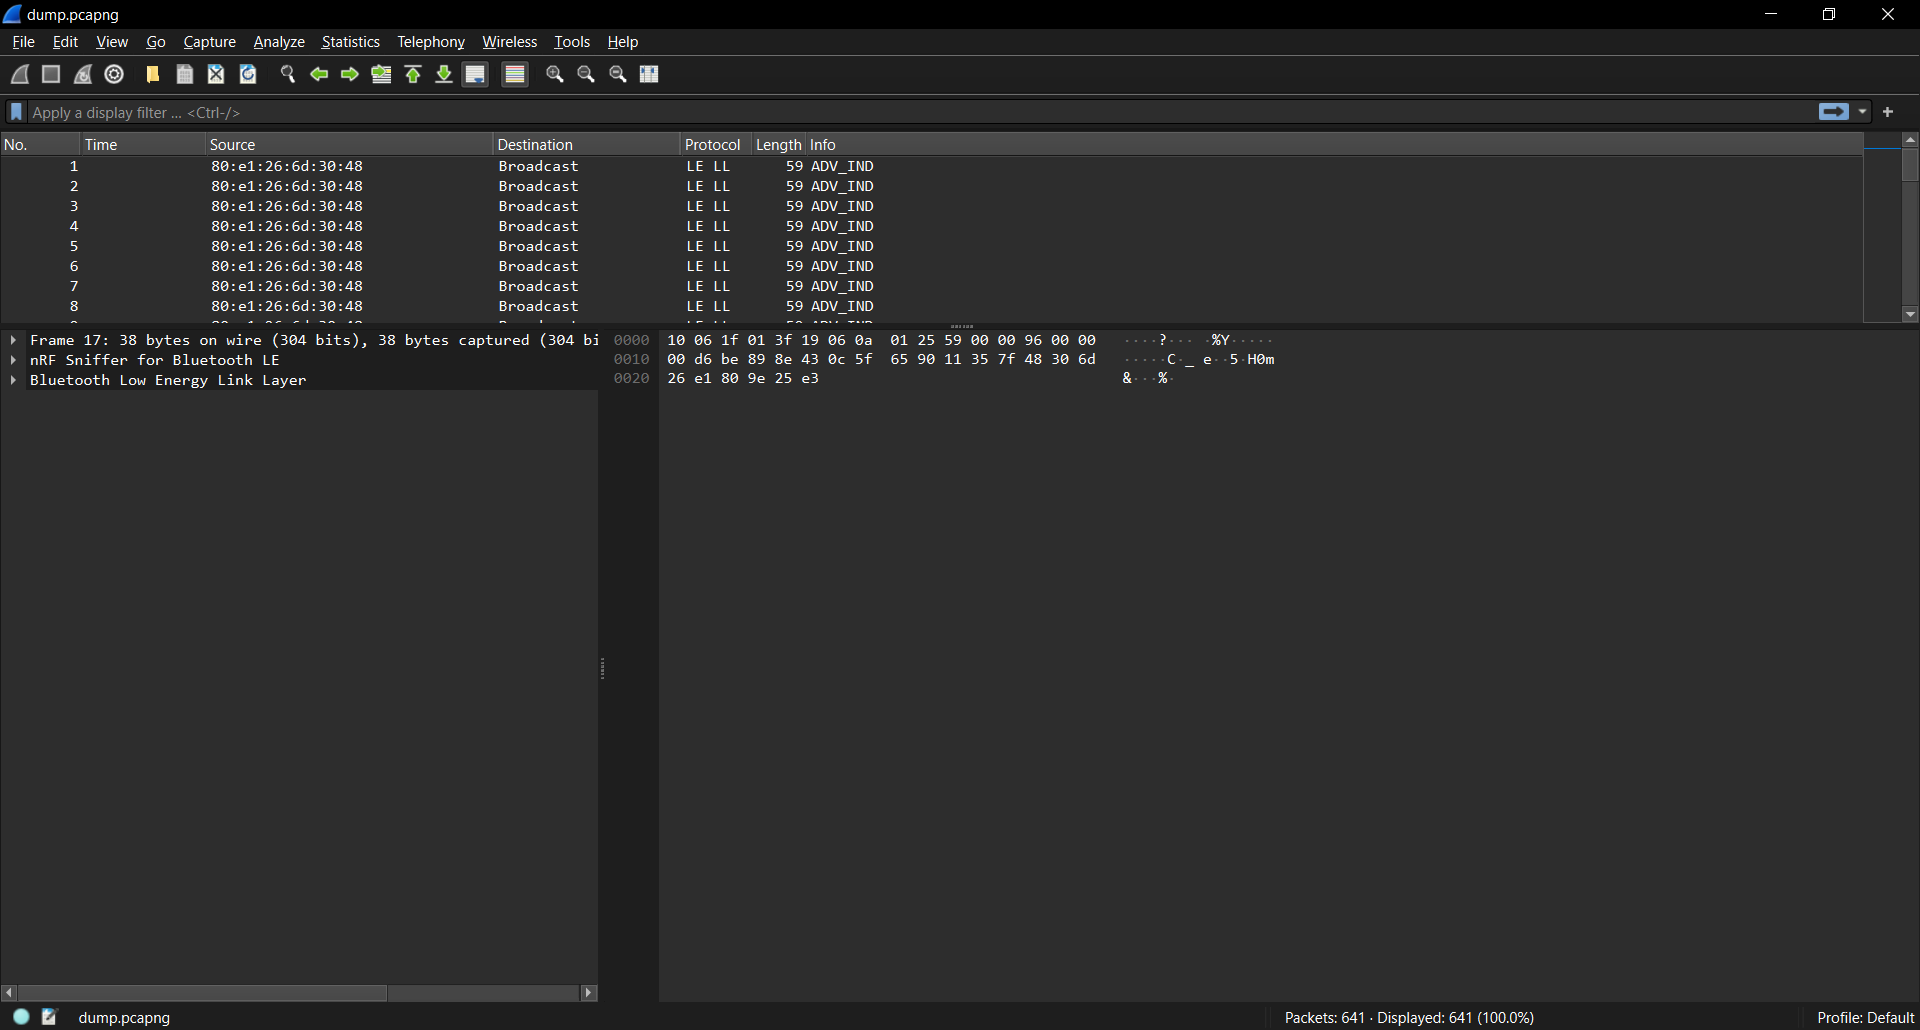 dump.pcapng
File Edit View Go Capture Analyze Statistics Telephony Wireless Tools Help
Apply a display filter ... <Ctrl-/>
No. Time Source Destination Protocol Length Info
1 80:e1:26:6d:30:48 Broadcast LE LL 59 ADV_IND
2 80:e1:26:6d:30:48 Broadcast LE LL 59 ADV_IND
3 80:e1:26:6d:30:48 Broadcast LE LL 59 ADV_IND
4 80:e1:26:6d:30:48 Broadcast LE LL 59 ADV_IND
5 80:e1:26:6d:30:48 Broadcast LE LL 59 ADV_IND
6 80:e1:26:6d:30:48 Broadcast LE LL 59 ADV_IND
7 80:e1:26:6d:30:48 Broadcast LE LL 59 ADV_IND
8 80:e1:26:6d:30:48 Broadcast LE LL 59 ADV_IND
Frame 17: 38 bytes on wire (304 bits), 38 bytes captured (304 bi
nRF Sniffer for Bluetooth LE
Bluetooth Low Energy Link Layer
0000 10 06 1f 01 3f 19 06 0a 01 25 59 00 00 96 00 00 ····?··· ·%Y·····
0010 00 d6 be 89 8e 43 0c 5f 65 90 11 35 7f 48 30 6d ·····C·_ e··5·H0m
0020 26 e1 80 9e 25 e3 &···%·
dump.pcapng
Packets: 641 · Displayed: 641 (100.0%)
Profile: Default